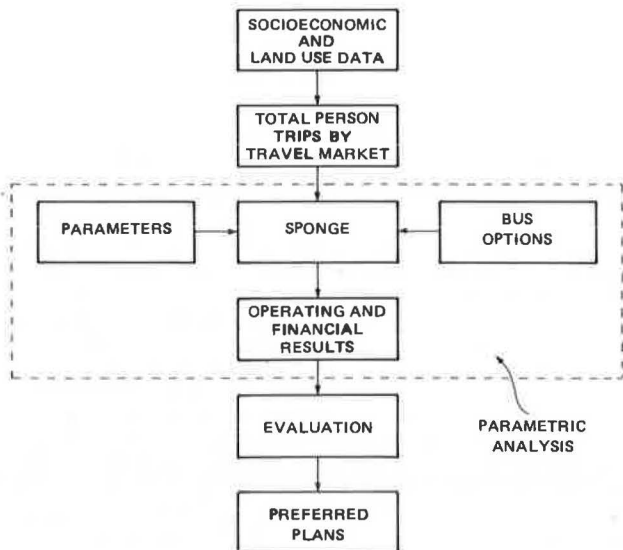 SOCIOECONOMIC
AND
LAND USE DATA
TOTAL PERSON
TRIPS BY
TRAVEL MARKET
PARAMETERS
SPONGE
BUS
OPTIONS
OPERATING AND
FINANCIAL
RESULTS
EVALUATION
PARAMETRIC
ANALYSIS
PREFERRED
PLANS